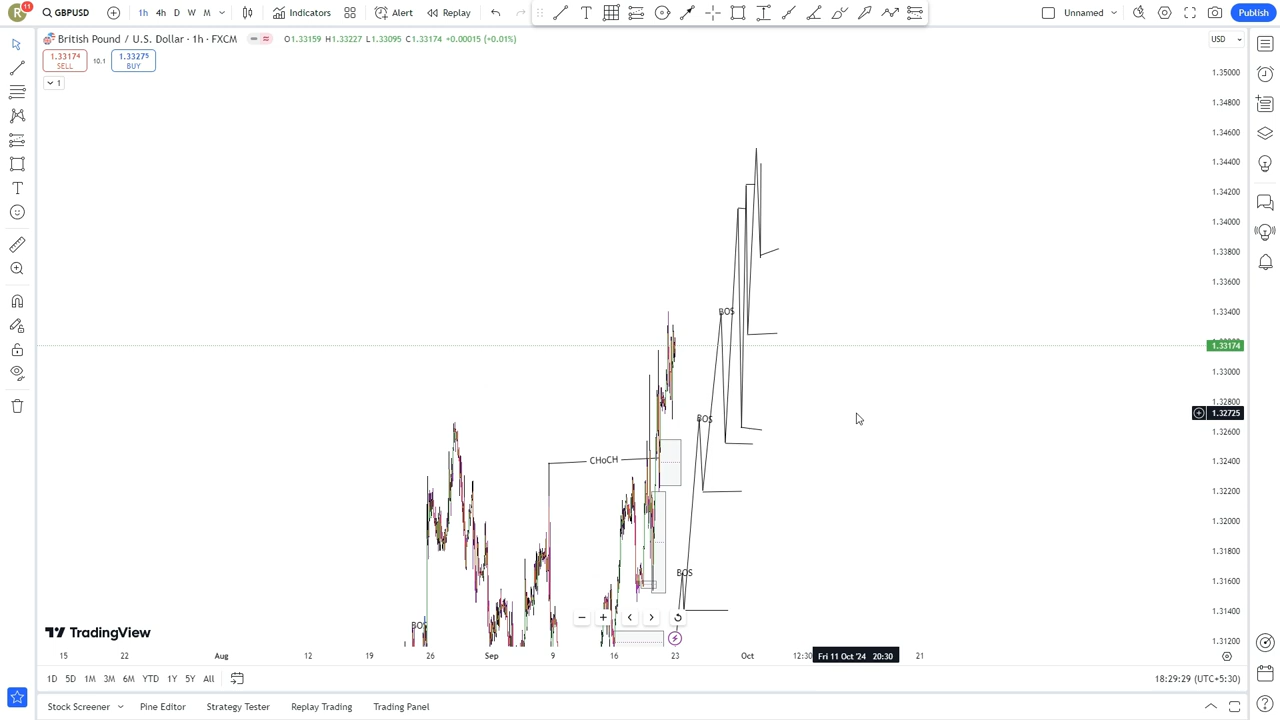 R 11 GBPUSD 1h 4h D W M Indicators Alert Replay Unnamed Publish
British Pound / U.S. Dollar · 1h · FXCM O1.33159 H1.33227 L1.33095 C1.33174 +0.00015 (+0.01%) USD
1.33174 SELL 10.1 1.33275 BUY
1
1.35000
1.34800
1.34600
1.34400
1.34200
1.34000
1.33800
1.33600
BOS 1.33400
1.33174
1.33000
1.32800
1.32725
BOS
1.32600
CHoCH 1.32400
1.32200
1.32000
1.31800
BOS 1.31600
1.31400
BOS
TradingView 1.31200
15 22 Aug 12 19 26 Sep 9 16 23 Oct 12:30 Fri 11 Oct '24 20:30 21
1D 5D 1M 3M 6M YTD 1Y 5Y All 18:29:29 (UTC+5:30)
Stock Screener Pine Editor Strategy Tester Replay Trading Trading Panel